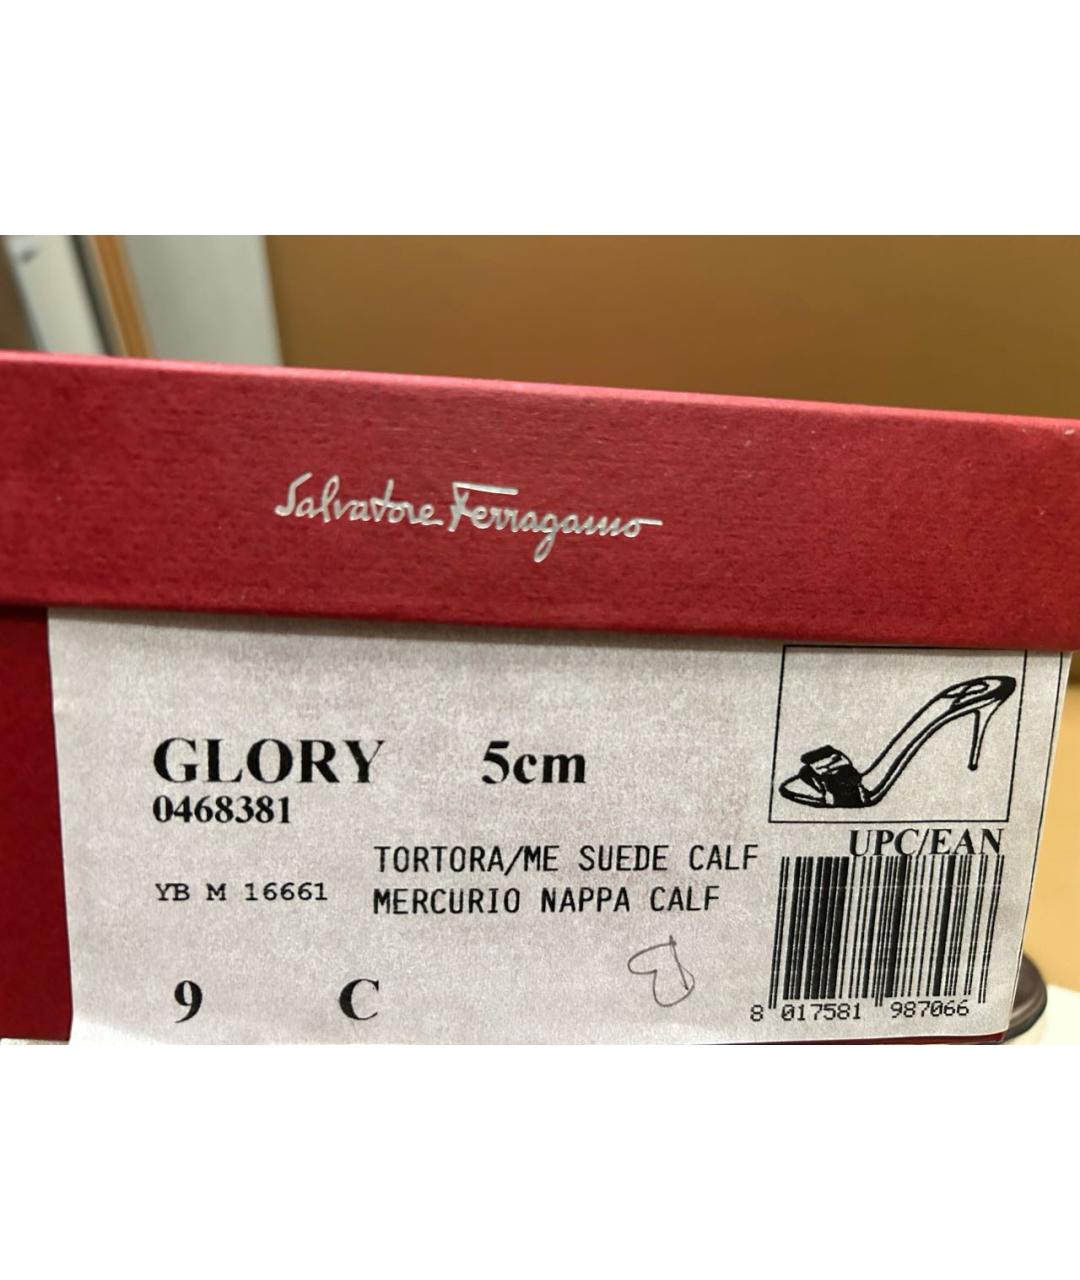 Salvatore Ferragamo
GLORY 5cm
0468381
UPC/EAN
TORTORA/ME SUEDE CALF
YB M 16661
MERCURIO NAPPA CALF
9 C
8 017581 987066